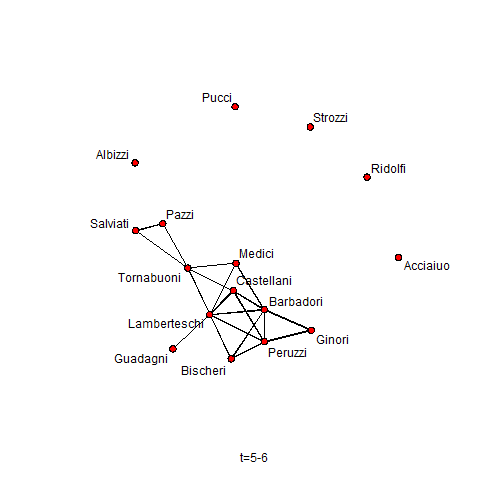 Pucci
Strozzi
Albizzi
Ridolfi
Pazzi
Salviati
Medici
Acciaiuo
Tornabuoni
Castellani
Barbadori
Lamberteschi
Ginori
Peruzzi
Guadagni
Bischeri
t=5-6